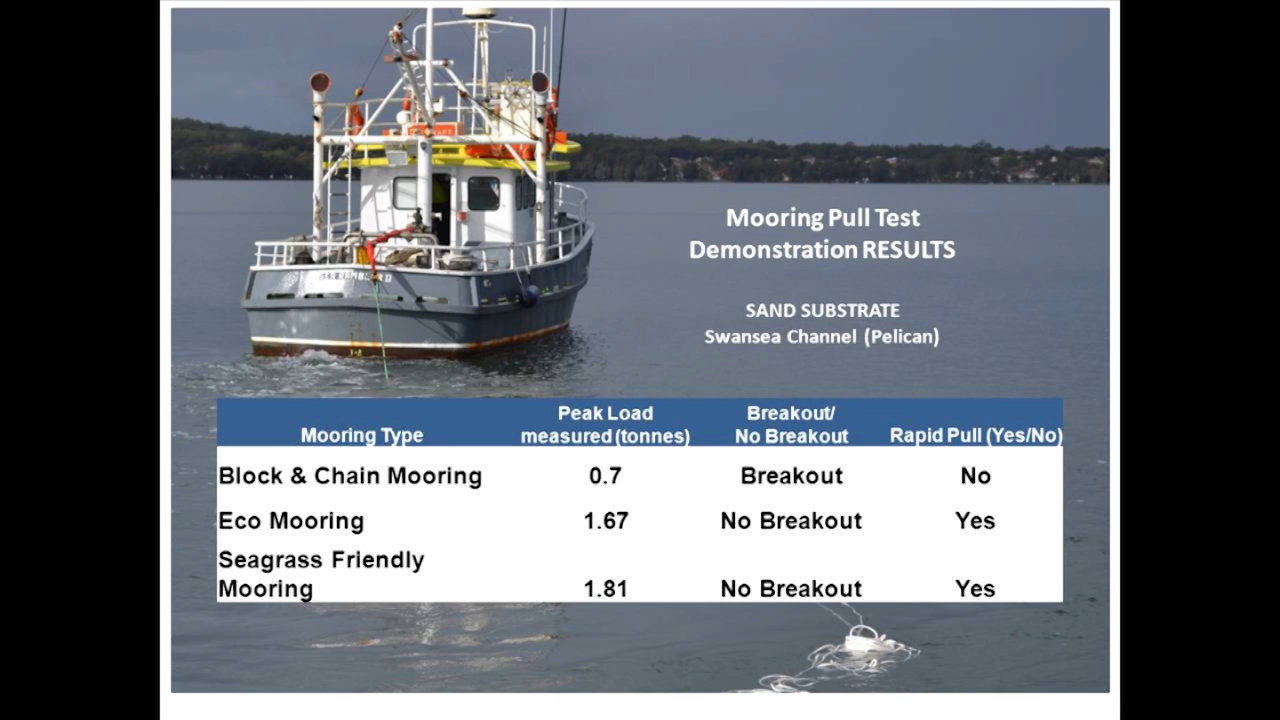 Mooring Pull Test
Demonstration RESULTS
SAND SUBSTRATE
Swansea Channel (Pelican)
Mooring Type
Peak Load
measured (tonnes)
Breakout/
No Breakout
Rapid Pull (Yes/No)
Block & Chain Mooring 0.7 Breakout No
Eco Mooring 1.67 No Breakout Yes
Seagrass Friendly
Mooring 1.81 No Breakout Yes